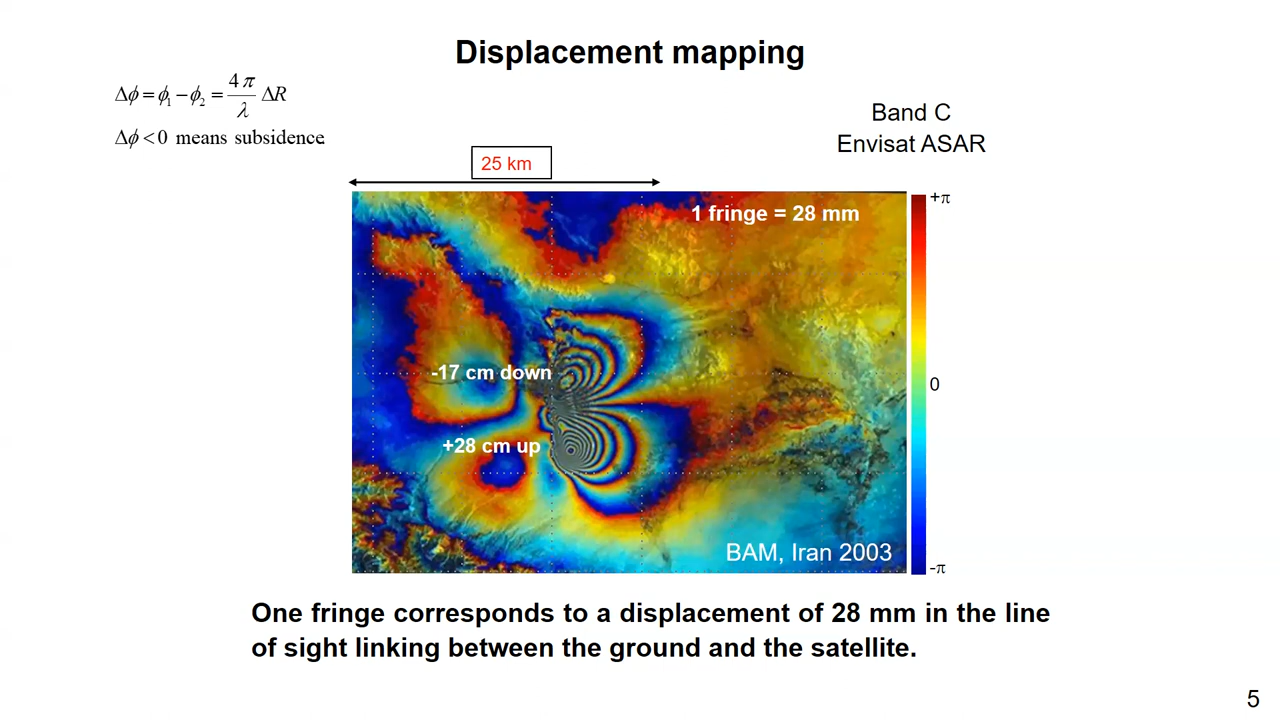 Displacement mapping
Δϕ = ϕ₁ − ϕ₂ = 4π/λ ΔR
Δϕ < 0 means subsidence.
Band C
Envisat ASAR
25 km
1 fringe = 28 mm
+π
-17 cm down
0
+28 cm up
BAM, Iran 2003
-π
One fringe corresponds to a displacement of 28 mm in the line
of sight linking between the ground and the satellite.
5